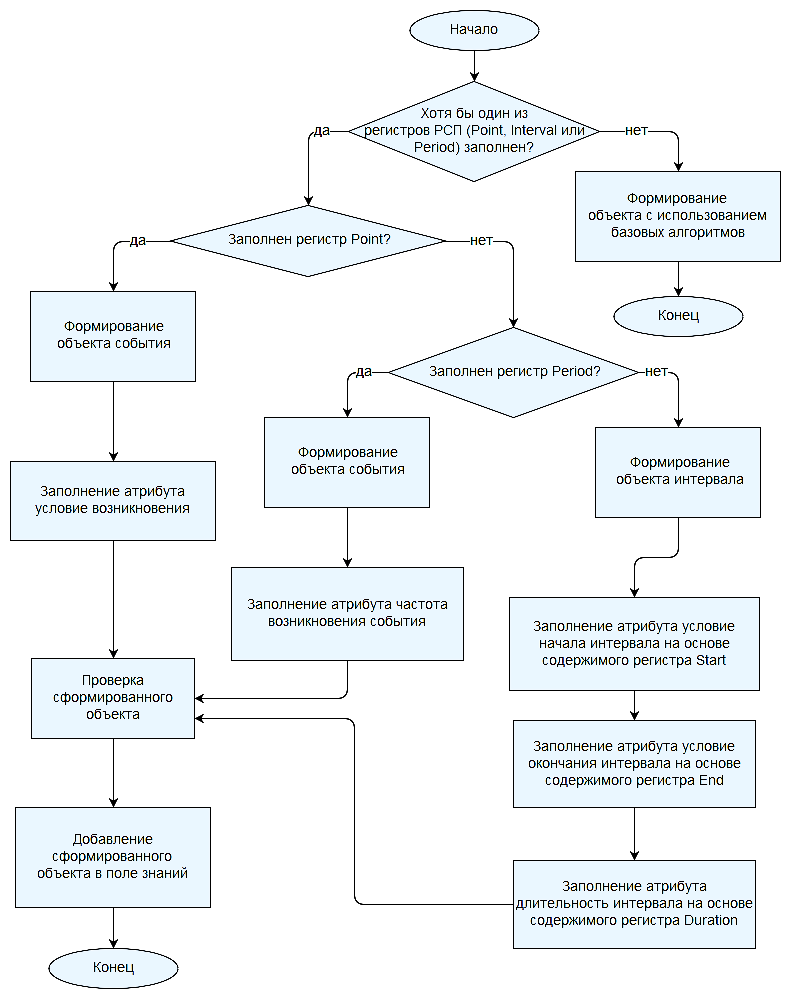 Начало
Хотя бы один из
регистров РСП (Point, Interval или
Period) заполнен?
да
нет
Формирование
объекта с использованием
базовых алгоритмов
Конец
Заполнен регистр Point?
да
нет
Формирование
объекта события
Заполнен регистр Period?
да
нет
Формирование
объекта события
Формирование
объекта интервала
Заполнение атрибута
условие возникновения
Заполнение атрибута частота
возникновения события
Заполнение атрибута условие
начала интервала на основе
содержимого регистра Start
Проверка
сформированного
объекта
Заполнение атрибута условие
окончания интервала на основе
содержимого регистра End
Добавление
сформированного
объекта в поле знаний
Заполнение атрибута
длительность интервала на основе
содержимого регистра Duration
Конец